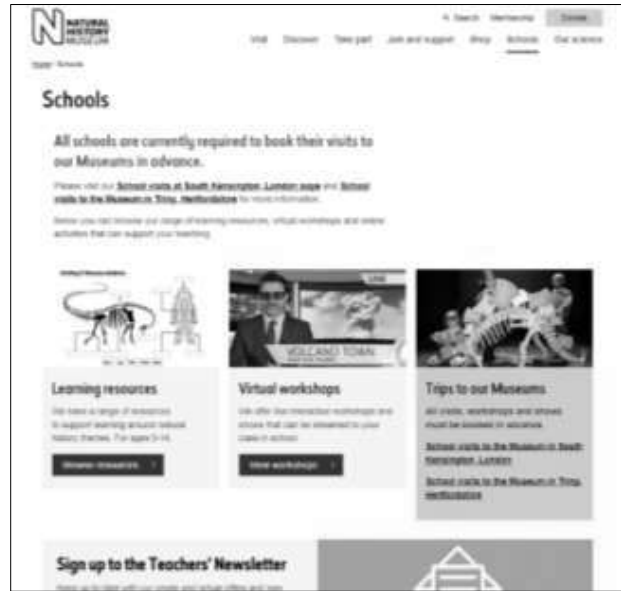 NATURAL
HISTORY
MUSEUM
Search Membership Donate
Visit Discover Take part Join and support Shop Schools Our science
Home Schools
Schools
All schools are currently required to book their visits to
our Museums in advance.
Please visit our School visits at South Kensington, London page and School
visits to the Museum in Tring, Hertfordshire for more information.
Below you can browse our range of learning resources, virtual workshops and online
activities that can support your teaching.
LIVE
VOLCANO TOWN
Learning resources
We have a range of resources
to support learning around natural
history themes. For ages 5-14.
Browse resources
Virtual workshops
We offer live interactive workshops and
shows that can be streamed to your
class in school.
View workshops
Trips to our Museums
All visits, workshops and shows
must be booked in advance.
School visits to the Museum in South
Kensington, London
School visits to the Museum in Tring,
Hertfordshire
Sign up to the Teachers' Newsletter